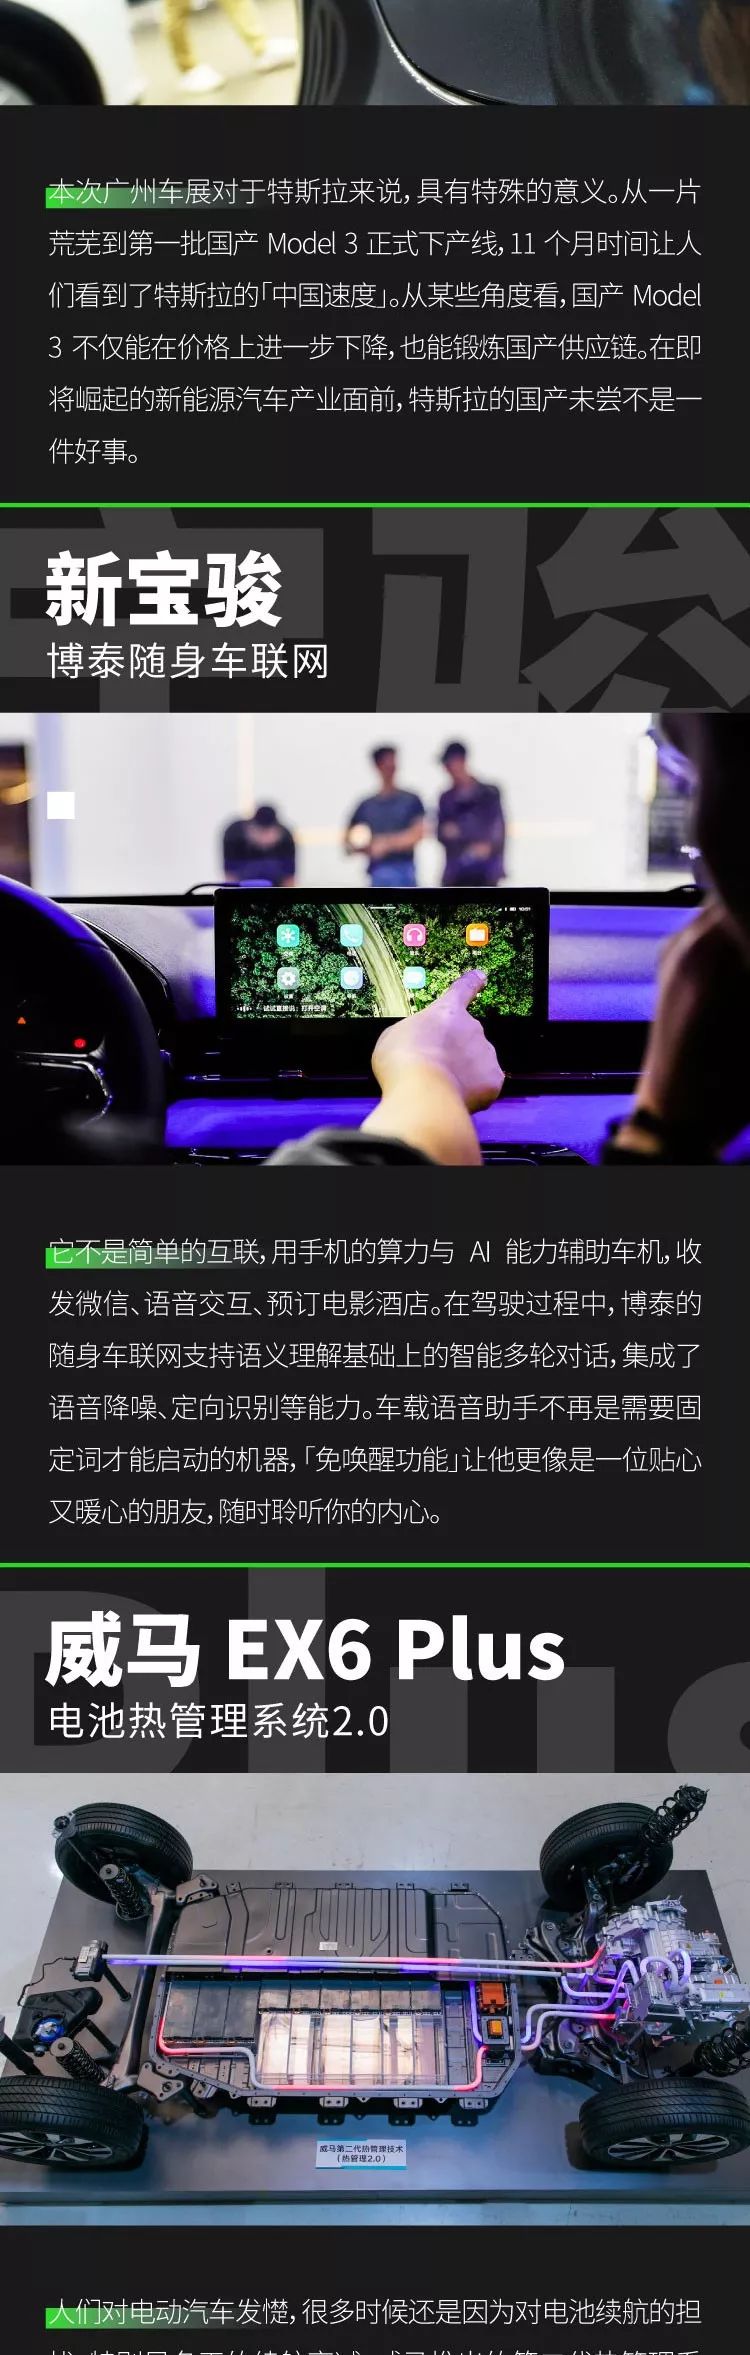 本次广州车展对于特斯拉来说，具有特殊的意义。从一片
荒芜到第一批国产 Model 3 正式下产线，11 个月时间让人
们看到了特斯拉的「中国速度」。从某些角度看，国产 Model
3 不仅能在价格上进一步下降，也能锻炼国产供应链。在即
将崛起的新能源汽车产业面前，特斯拉的国产未尝不是一
件好事。
新宝骏
博泰随身车联网
10:01
试试直接说：打开空调
它不是简单的互联，用手机的算力与 AI 能力辅助车机，收
发微信、语音交互、预订电影酒店。在驾驶过程中，博泰的
随身车联网支持语义理解基础上的智能多轮对话，集成了
语音降噪、定向识别等能力。车载语音助手不再是需要固
定词才能启动的机器，「免唤醒功能」让他更像是一位贴心
又暖心的朋友，随时聆听你的内心。
威马 EX6 Plus
电池热管理系统2.0
威马第二代热管理技术
（热管理2.0）
人们对电动汽车发憷，很多时候还是因为对电池续航的担